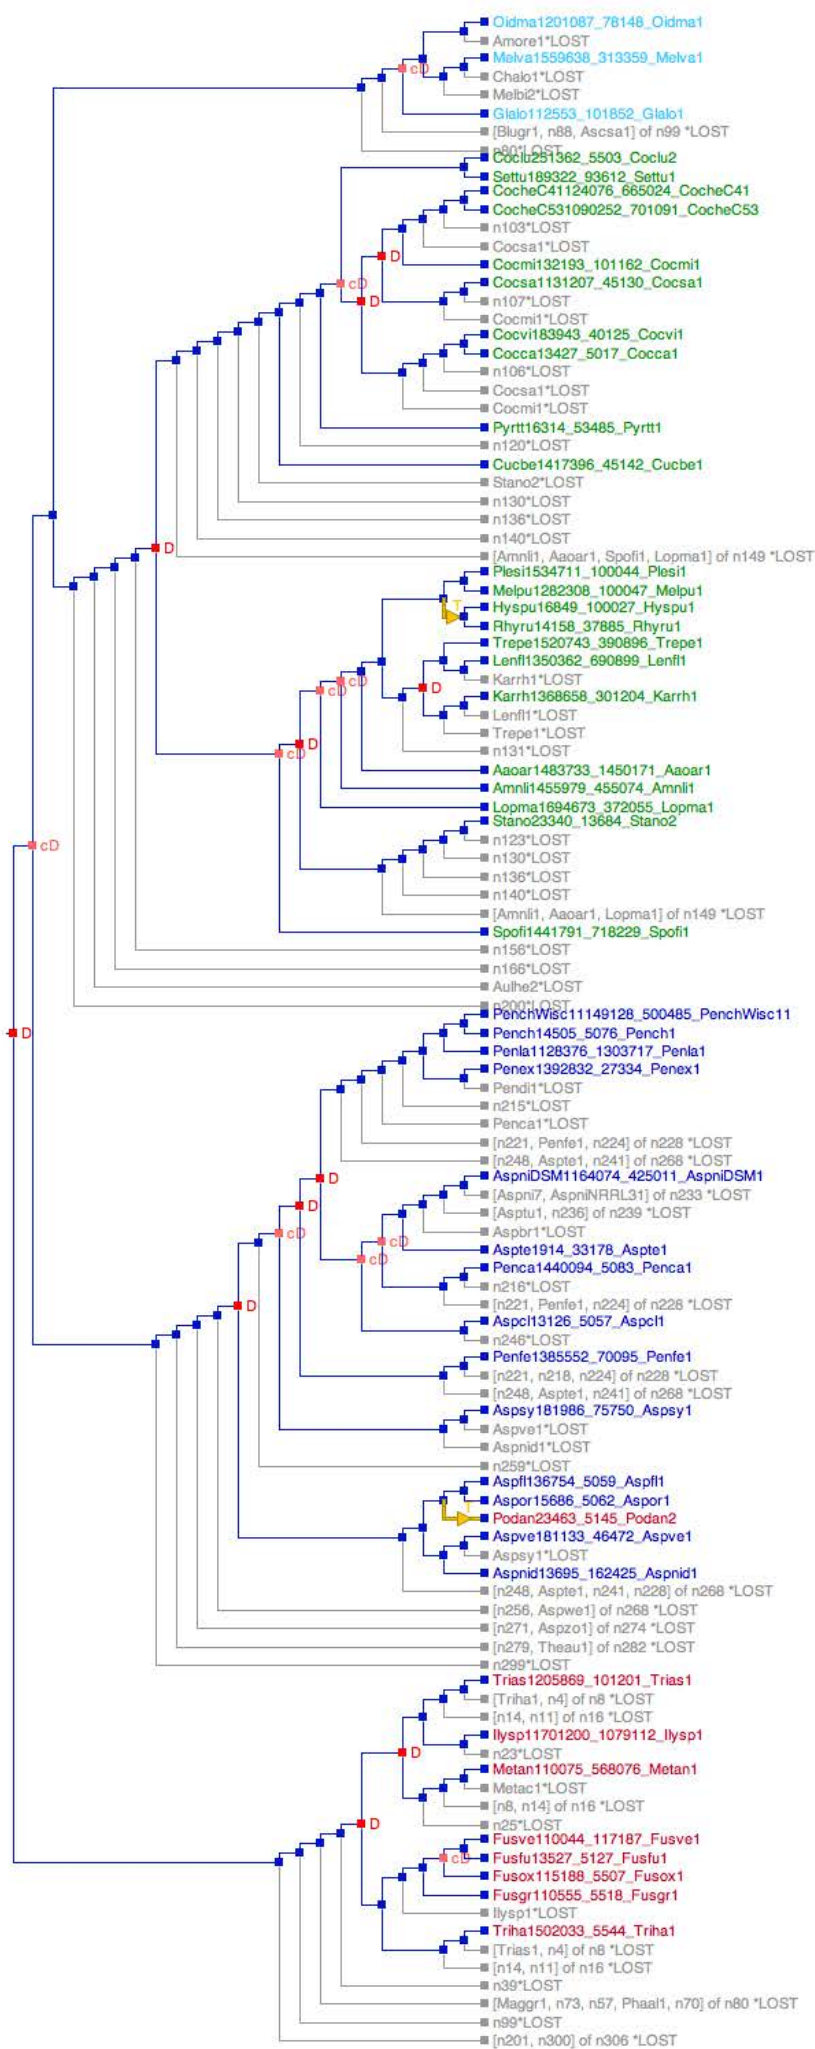 Oidma1201087_78148_Oidma1
Amore1*LOST
Melva1559638_313359_Melva1
cD
Chalo1*LOST
Melbi2*LOST
Glalo112553_101852_Glalo1
[Blugr1, n88, Ascsa1] of n99 *LOST
n80*LOST
Coclu251362_5503_Coclu2
Settu189322_93612_Settu1
CocheC41124076_665024_CocheC41
CocheC531090252_701091_CocheC53
n103*LOST
Cocsa1*LOST
D
Cocmi132193_101162_Cocmi1
cD
Cocsa1131207_45130_Cocsa1
D
n107*LOST
Cocmi1*LOST
Cocvi183943_40125_Cocvi1
Cocca13427_5017_Cocca1
n106*LOST
Cocsa1*LOST
Cocmi1*LOST
Pyrtt16314_53485_Pyrtt1
n120*LOST
Cucbe1417396_45142_Cucbe1
Stano2*LOST
n130*LOST
n136*LOST
n140*LOST
D
[Amnli1, Aaoar1, Spofi1, Lopma1] of n149 *LOST
Plesi1534711_100044_Plesi1
Melpu1282308_100047_Melpu1
T
Hyspu16849_100027_Hyspu1
Rhyru14158_37885_Rhyru1
Trepe1520743_390896_Trepe1
Lenfl1350362_690899_Lenfl1
Karrh1*LOST
cD
D
cD
Karrh1368658_301204_Karrh1
Lenfl1*LOST
Trepe1*LOST
D
n131*LOST
cD
Aaoar1483733_1450171_Aaoar1
Amnli1455979_455074_Amnli1
Lopma1694673_372055_Lopma1
Stano23340_13684_Stano2
n123*LOST
cD
n130*LOST
n136*LOST
n140*LOST
[Amnli1, Aaoar1, Lopma1] of n149 *LOST
Spofi1441791_718229_Spofi1
n156*LOST
n166*LOST
Aulhe2*LOST
n200*LOST
PenchWisc11149128_500485_PenchWisc11
D
Pench14505_5076_Pench1
Penla1128376_1303717_Penla1
Penex1392832_27334_Penex1
Pendi1*LOST
n215*LOST
Penca1*LOST
[n221, Penfe1, n224] of n228 *LOST
[n248, Aspte1, n241] of n268 *LOST
D
AspniDSM1164074_425011_AspniDSM1
[Aspni7, AspniNRRL31] of n233 *LOST
D
[Asptu1, n236] of n239 *LOST
cD
Aspbr1*LOST
cD
Aspte1914_33178_Aspte1
cD
Penca1440094_5083_Penca1
n216*LOST
D
[n221, Penfe1, n224] of n228 *LOST
Aspcl13126_5057_Aspcl1
n246*LOST
Penfe1385552_70095_Penfe1
[n221, n218, n224] of n228 *LOST
[n248, Aspte1, n241] of n268 *LOST
Aspsy181986_75750_Aspsy1
Aspve1*LOST
Aspnid1*LOST
n259*LOST
Aspfl136754_5059_Aspfl1
Aspor15686_5062_Aspor1
T
Podan23463_5145_Podan2
Aspve181133_46472_Aspve1
Aspsy1*LOST
Aspnid13695_162425_Aspnid1
[n248, Aspte1, n241, n228] of n268 *LOST
[n256, Aspwe1] of n268 *LOST
[n271, Aspzo1] of n274 *LOST
[n279, Theau1] of n282 *LOST
n299*LOST
Trias1205869_101201_Trias1
[Triha1, n4] of n8 *LOST
[n14, n11] of n16 *LOST
Ilysp11701200_1079112_Ilysp1
D
n23*LOST
Metan110075_568076_Metan1
Metac1*LOST
[n8, n14] of n16 *LOST
D
n25*LOST
Fusve110044_117187_Fusve1
cD
Fusfu13527_5127_Fusfu1
Fusox115188_5507_Fusox1
Fusgr110555_5518_Fusgr1
Ilysp1*LOST
Triha1502033_5544_Triha1
[Trias1, n4] of n8 *LOST
[n14, n11] of n16 *LOST
n39*LOST
[Maggr1, n73, n57, Phaal1, n70] of n80 *LOST
n99*LOST
[n201, n300] of n306 *LOST